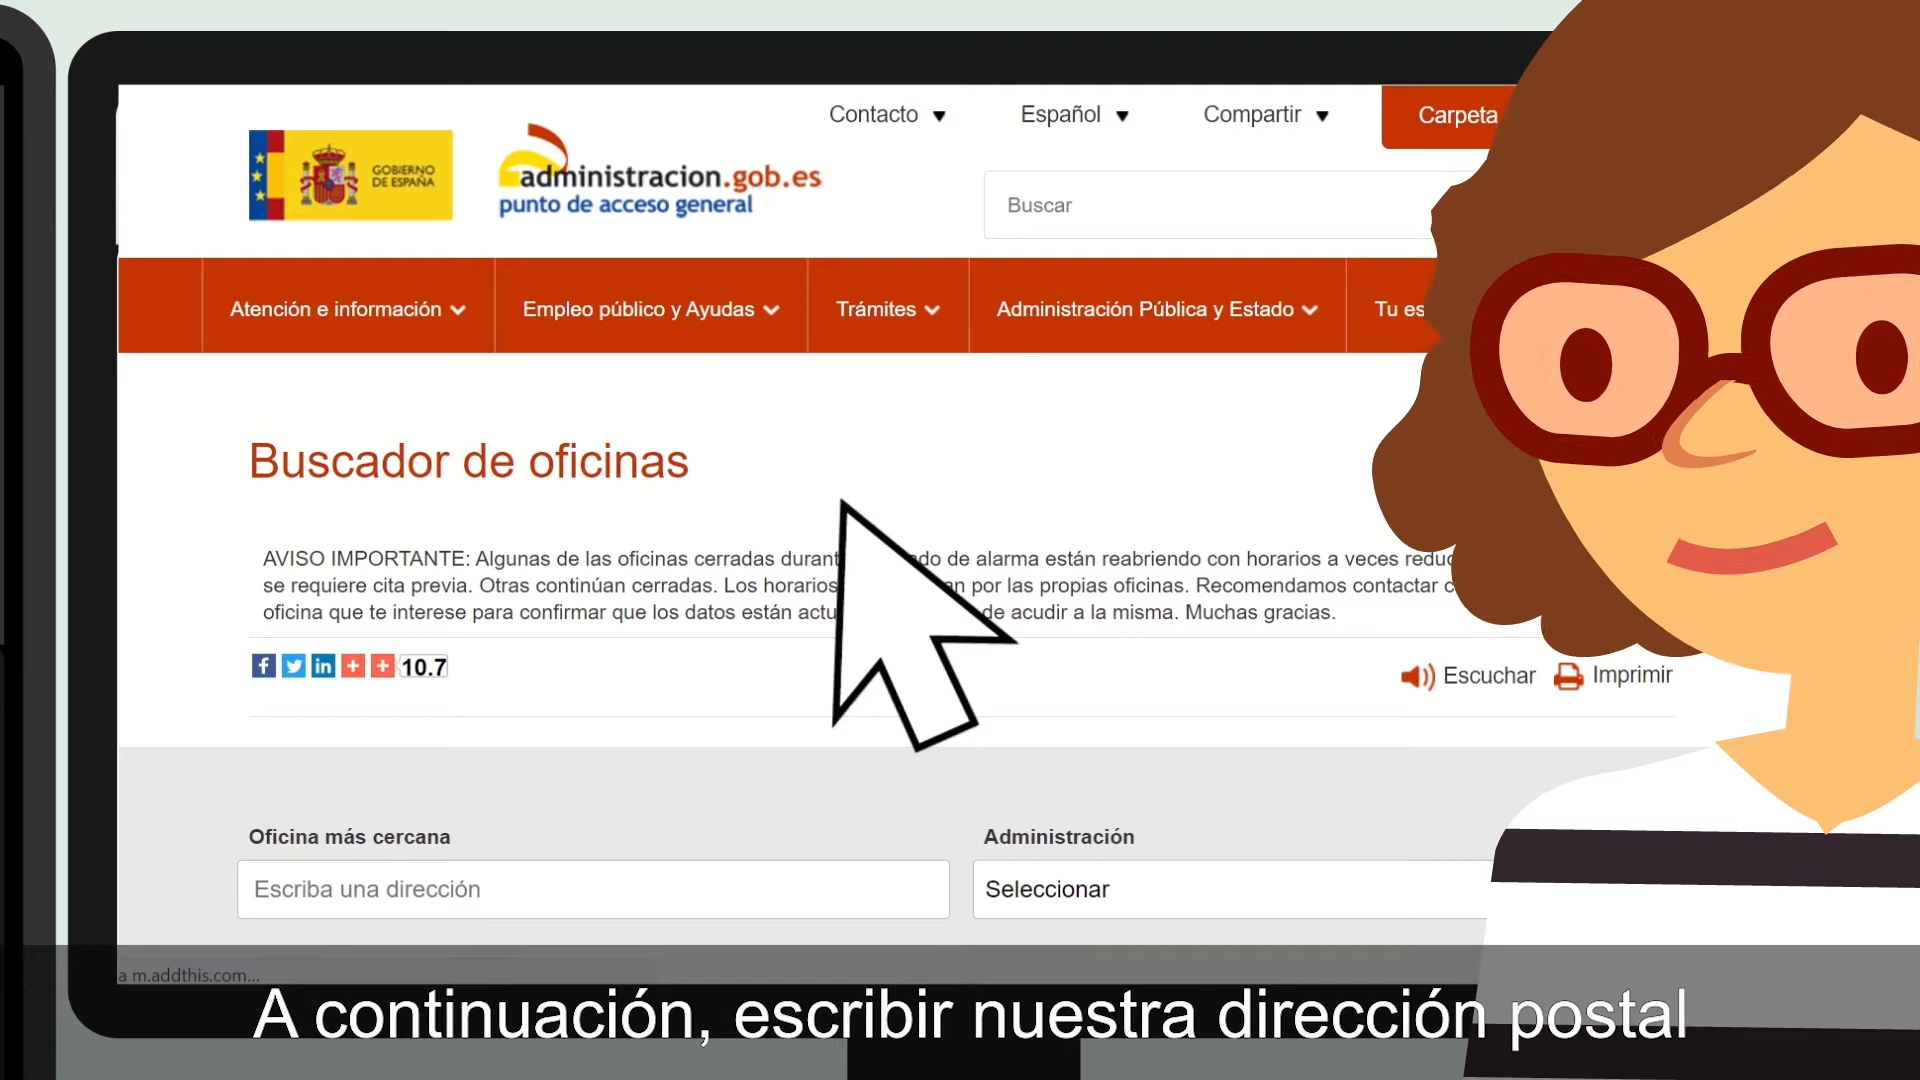 Contacto
Español
Compartir
Carpeta
GOBIERNO
DE ESPAÑA
administracion.gob.es
punto de acceso general
Buscar
Atención e información
Empleo público y Ayudas
Trámites
Administración Pública y Estado
Tu es
Buscador de oficinas
AVISO IMPORTANTE: Algunas de las oficinas cerradas durant do de alarma están reabriendo con horarios a veces reduc
se requiere cita previa. Otras continúan cerradas. Los horarios an por las propias oficinas. Recomendamos contactar c
oficina que te interese para confirmar que los datos están actu de acudir a la misma. Muchas gracias.
10.7
Escuchar
Imprimir
Oficina más cercana
Administración
Escriba una dirección
Seleccionar
a m.addthis.com...
A continuación, escribir nuestra dirección postal